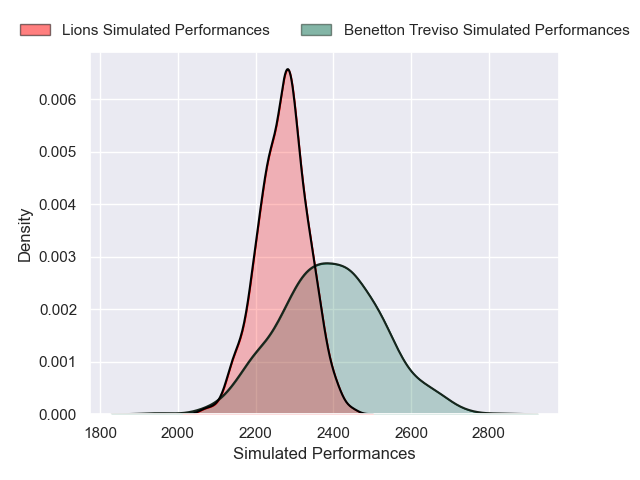 Lions Simulated Performances
Benetton Treviso Simulated Performances
0.006
0.005
0.004
0.003
0.002
0.001
0.000
Density
1800 2000 2200 2400 2600 2800
Simulated Performances